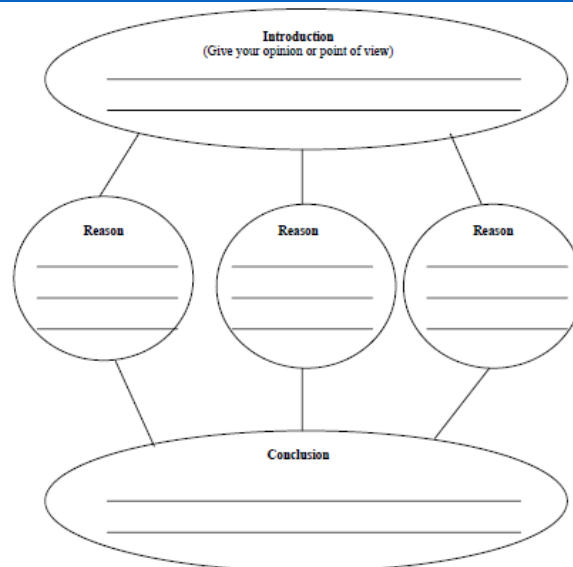 Introduction
(Give your opinion or point of view)
Reason
Reason
Reason
Conclusion